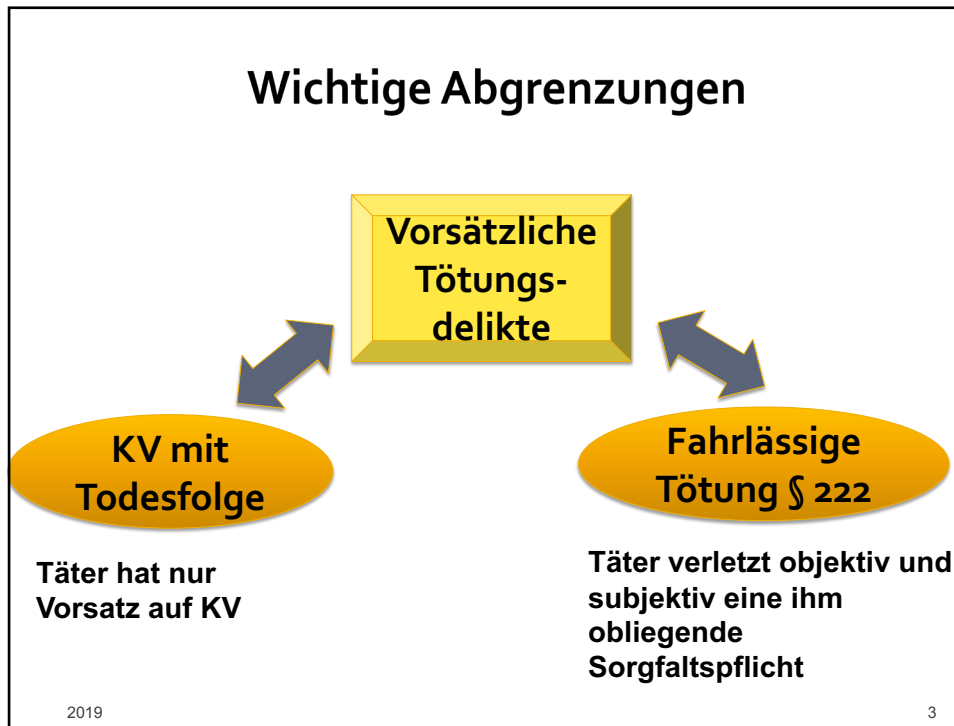 Wichtige Abgrenzungen
Vorsätzliche
Tötungs-
delikte
KV mit
Todesfolge
Fahrlässige
Tötung § 222
Täter hat nur
Vorsatz auf KV
Täter verletzt objektiv und
subjektiv eine ihm
obliegende
Sorgfaltspflicht
2019
3